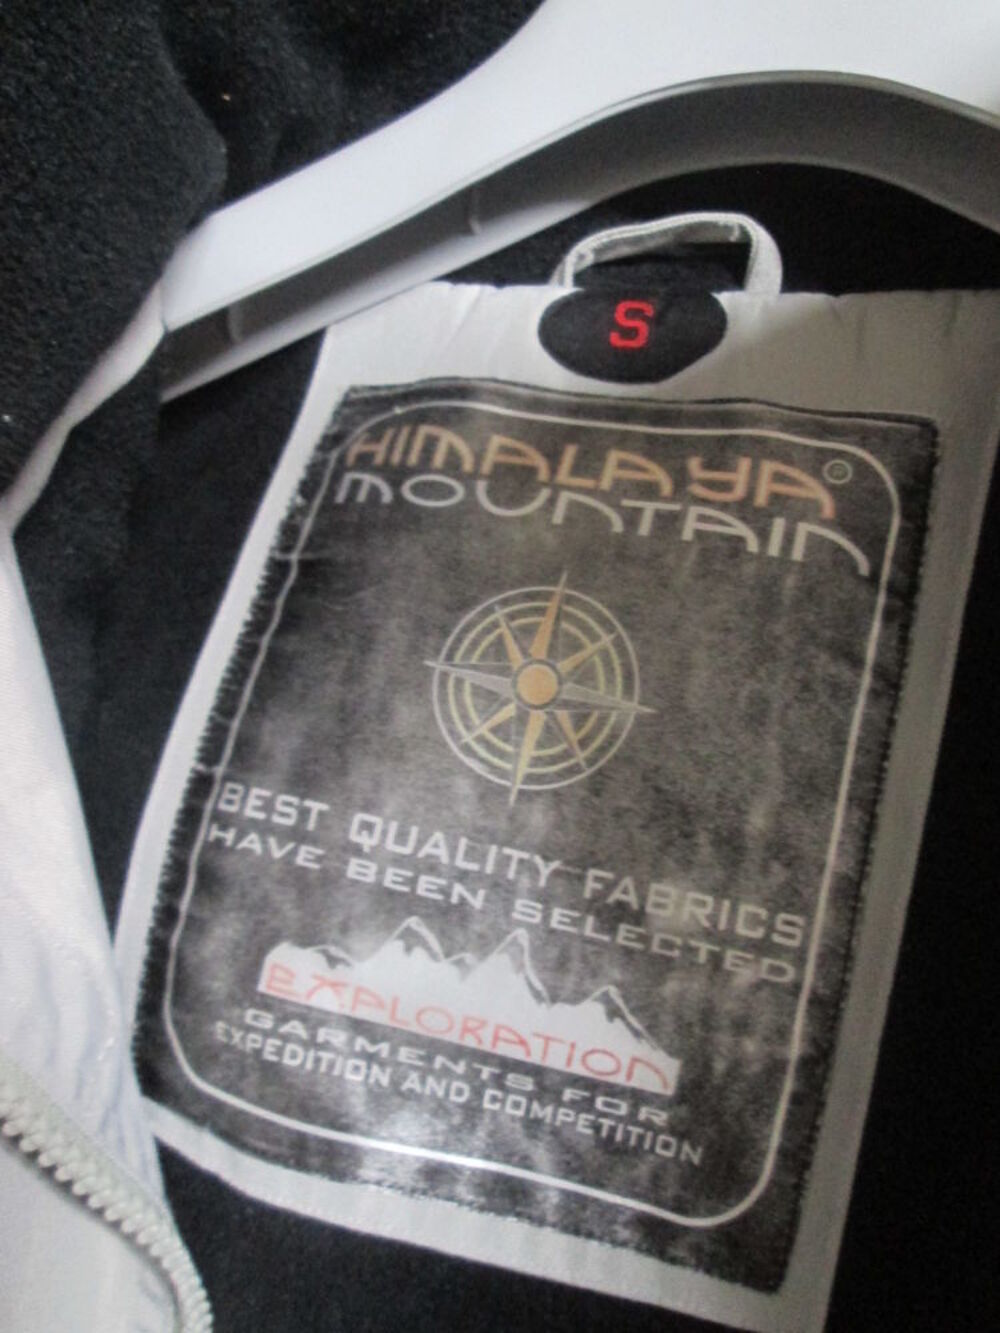 S
HIMALAYA®
MOUNTAIN
BEST QUALITY FABRICS
HAVE BEEN SELECTED
EXPLORATION
GARMENTS FOR
EXPEDITION AND COMPETITION